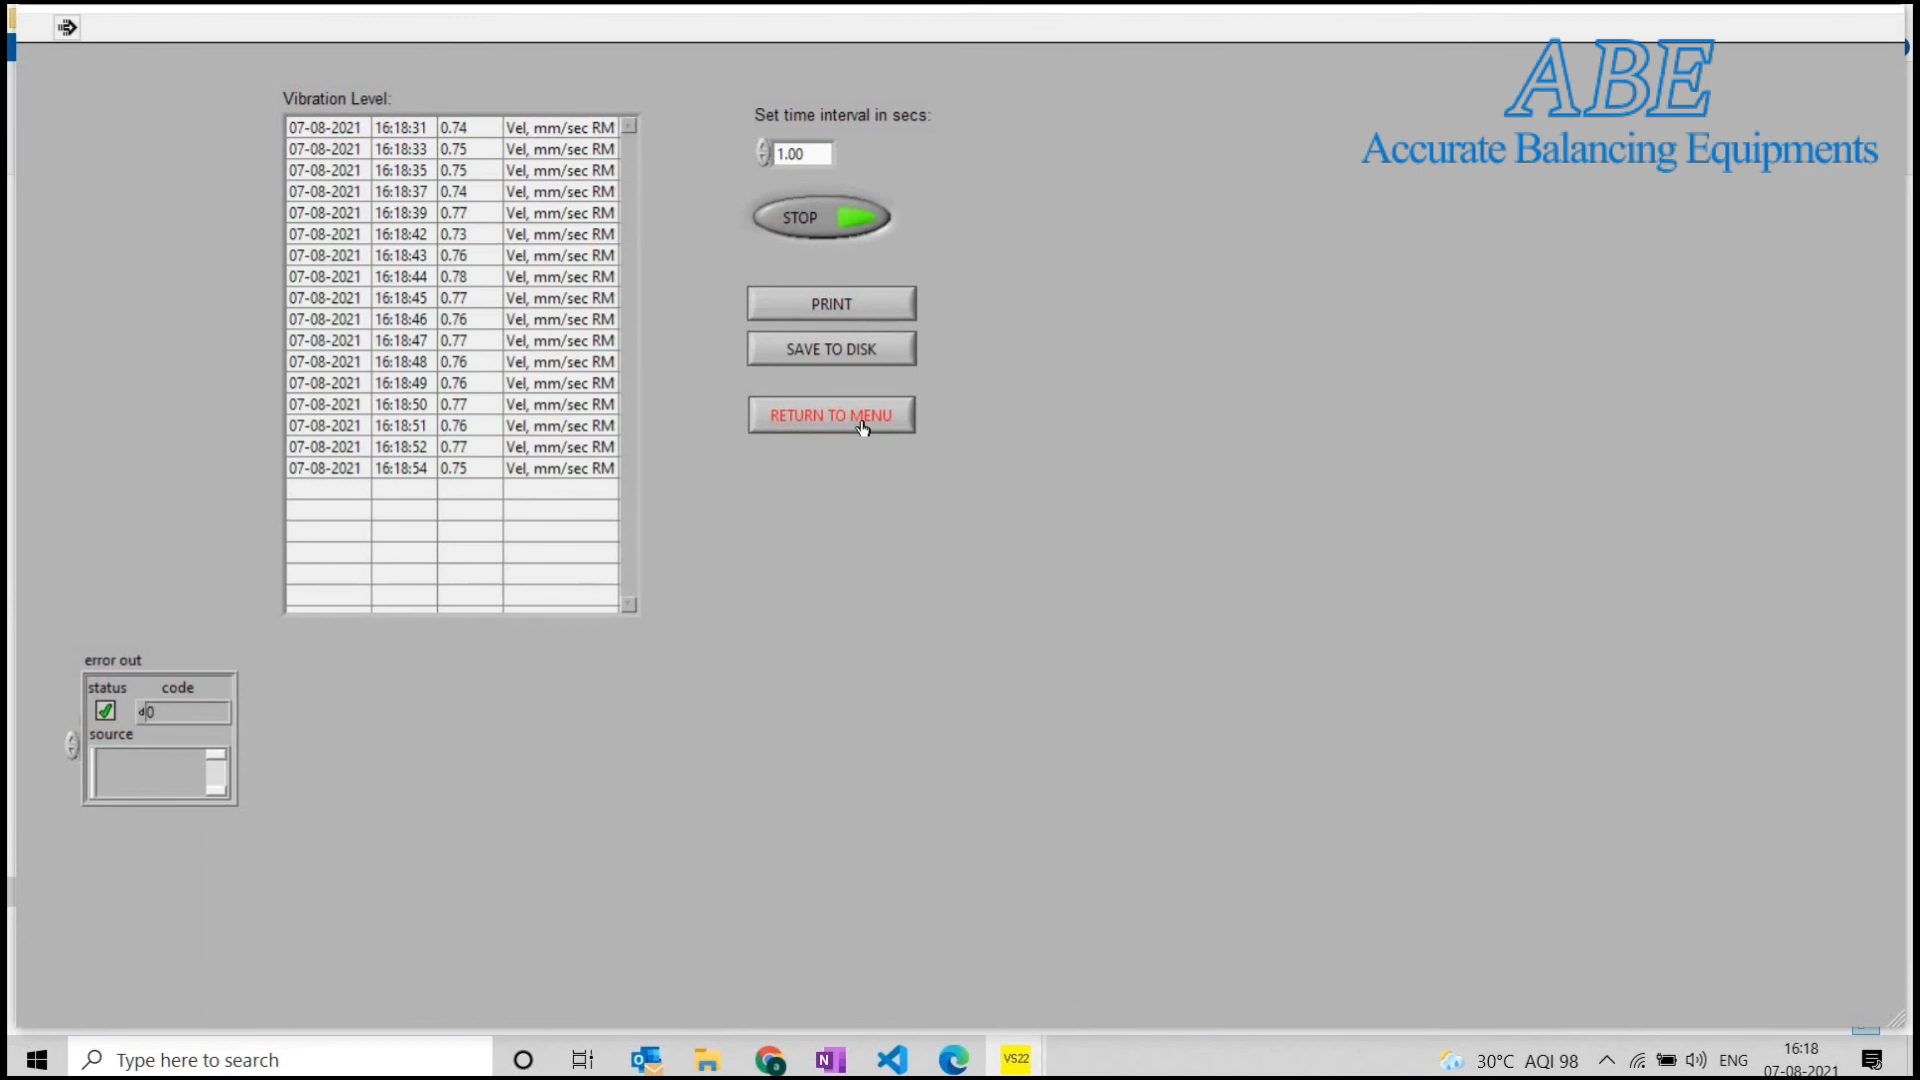 ABE
Accurate Balancing Equipments
Vibration Level:
07-08-2021 16:18:31 0.74 Vel, mm/sec RM
07-08-2021 16:18:33 0.75 Vel, mm/sec RM
07-08-2021 16:18:35 0.75 Vel, mm/sec RM
07-08-2021 16:18:37 0.74 Vel, mm/sec RM
07-08-2021 16:18:39 0.77 Vel, mm/sec RM
07-08-2021 16:18:42 0.73 Vel, mm/sec RM
07-08-2021 16:18:43 0.76 Vel, mm/sec RM
07-08-2021 16:18:44 0.78 Vel, mm/sec RM
07-08-2021 16:18:45 0.77 Vel, mm/sec RM
07-08-2021 16:18:46 0.76 Vel, mm/sec RM
07-08-2021 16:18:47 0.77 Vel, mm/sec RM
07-08-2021 16:18:48 0.76 Vel, mm/sec RM
07-08-2021 16:18:49 0.76 Vel, mm/sec RM
07-08-2021 16:18:50 0.77 Vel, mm/sec RM
07-08-2021 16:18:51 0.76 Vel, mm/sec RM
07-08-2021 16:18:52 0.77 Vel, mm/sec RM
07-08-2021 16:18:54 0.75 Vel, mm/sec RM
Set time interval in secs:
1.00
STOP
PRINT
SAVE TO DISK
RETURN TO MENU
error out
status code
d0
source
Type here to search
VS22
30°C AQI 98
ENG
16:18
07-08-2021